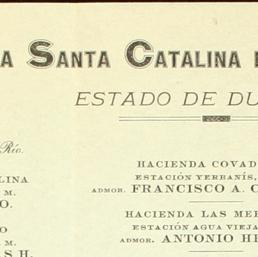 A SANTA CATALINA
ESTADO DE DU
Río.
HACIENDA COVAD
LINA
ESTACIÓN YERBANÍS,
M.
ADMOR. FRANCISCO A. C
O.
HACIENDA LAS MER
O
ESTACIÓN AGUA VIEJA
M.
ADMOR. ANTONIO HE
S H.